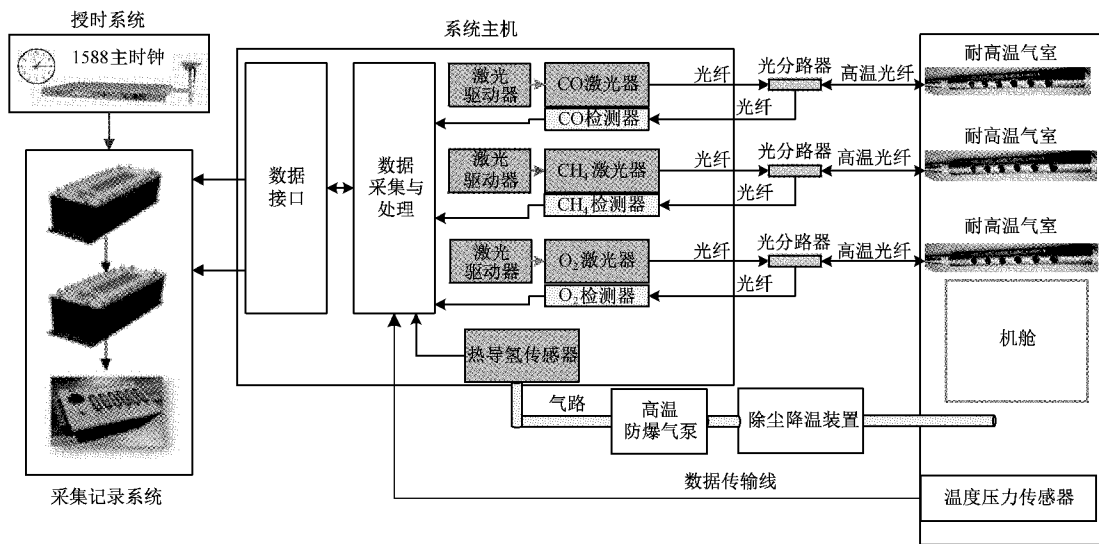 授时系统
1588主时钟
采集记录系统
系统主机
数据
接口
数据
采集与
处理
激光
驱动器
CO激光器
CO检测器
光纤
光纤
光分路器
高温光纤
耐高温气室
激光
驱动器
CH₄激光器
CH₄检测器
光纤
光纤
光分路器
高温光纤
耐高温气室
激光
驱动器
O₂激光器
O₂检测器
光纤
光纤
光分路器
高温光纤
耐高温气室
机舱
热导氢传感器
气路
高温
防爆气泵
除尘降温装置
数据传输线
温度压力传感器